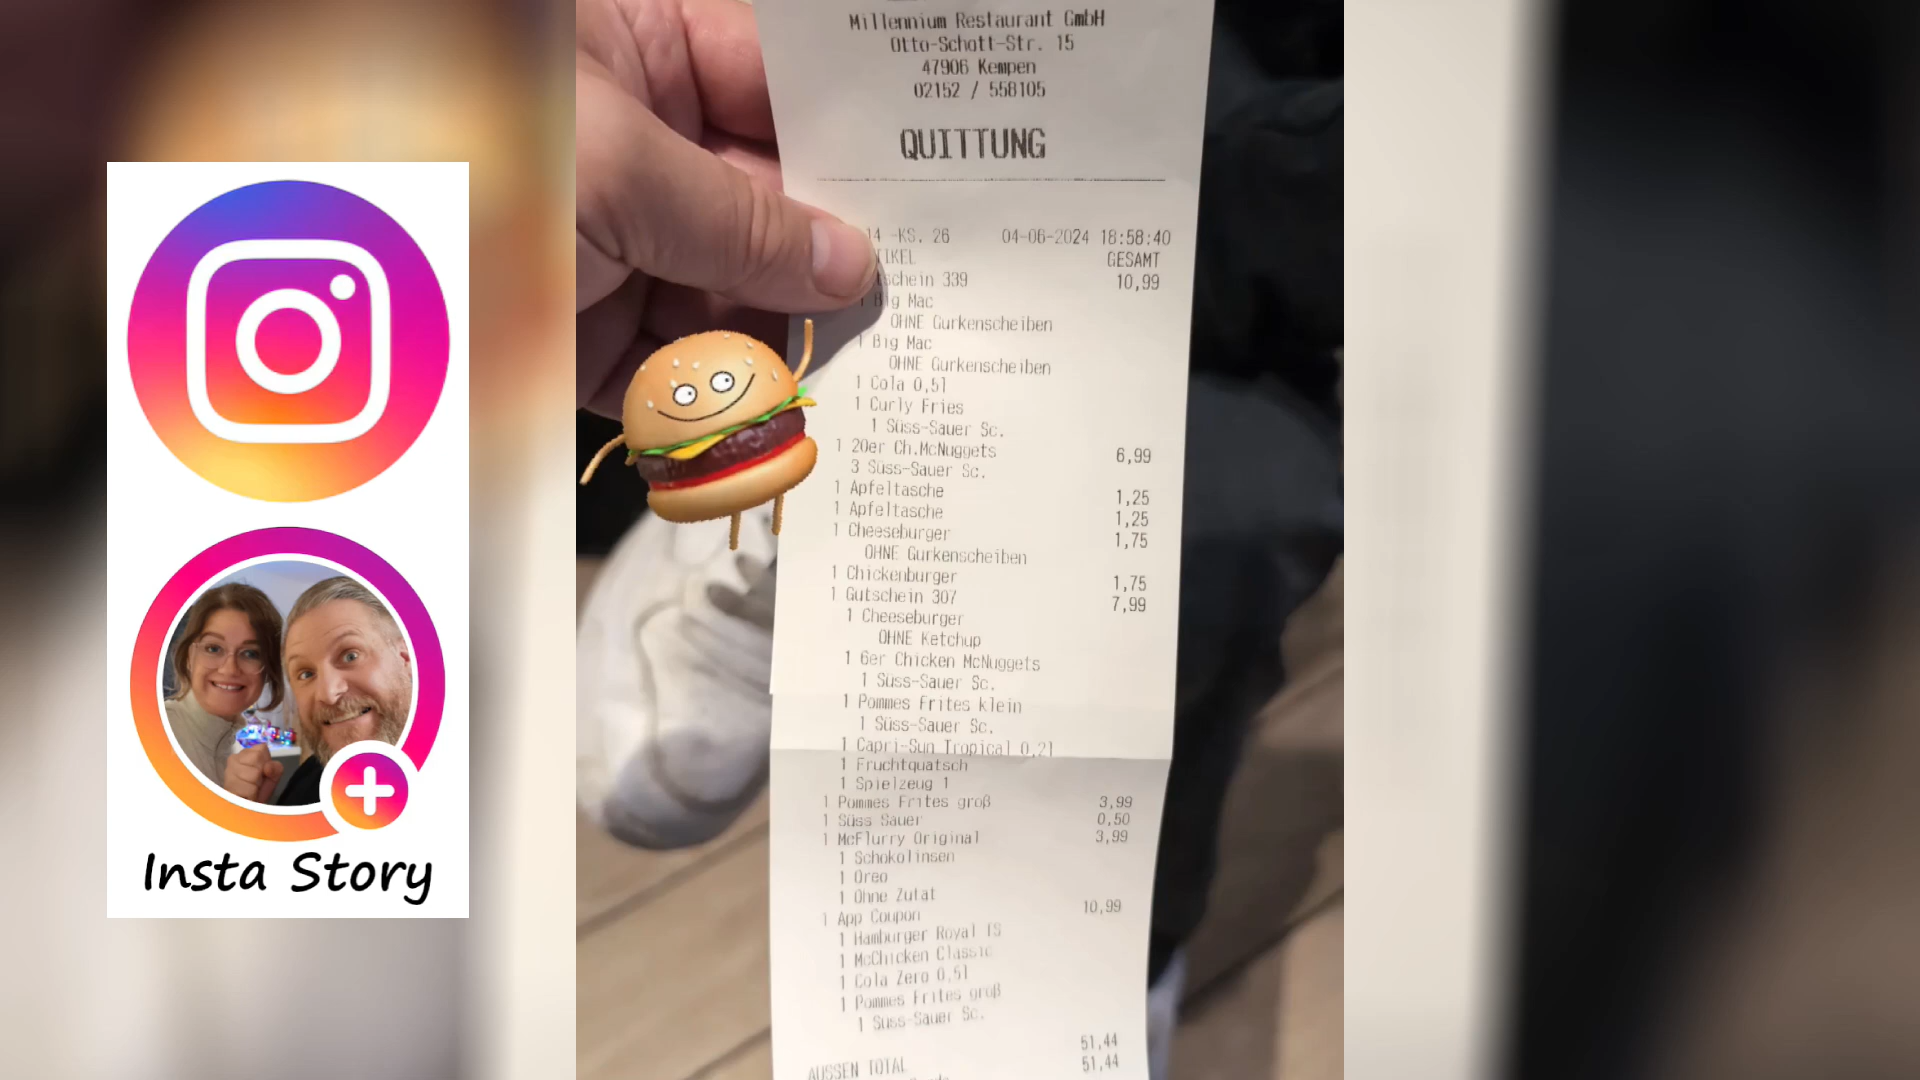 Insta Story
Millennium Restaurant GmbH
Otto-Schott-Str. 15
47906 Kempen
02152 / 558105
QUITTUNG
14 -KS. 26 04-06-2024 18:58:40
TIKEL GESAMT
tschein 339 10,99
1 Big Mac
OHNE Gurkenscheiben
1 Big Mac
OHNE Gurkenscheiben
1 Cola 0,5l
1 Curly Fries
1 Süss-Sauer Sc.
1 20er Ch.McNuggets 6,99
3 Süss-Sauer Sc.
1 Apfeltasche 1,25
1 Apfeltasche 1,25
1 Cheeseburger 1,75
OHNE Gurkenscheiben
1 Chickenburger 1,75
1 Gutschein 307 7,99
1 Cheeseburger
OHNE Ketchup
1 6er Chicken McNuggets
1 Süss-Sauer Sc.
1 Pommes Frites klein
1 Süss-Sauer Sc.
1 Capri-Sun Tropical 0,2l
1 Fruchtquatsch
1 Spielzeug 1
1 Pommes Frites groß 3,99
1 Süss Sauer 0,50
1 McFlurry Original 3,99
1 Schokolinsen
1 Oreo
1 Ohne Zutat
1 App Coupon 10,99
1 Hamburger Royal TS
1 McChicken Classic
1 Cola Zero 0,5l
1 Pommes Frites groß
1 Süss-Sauer Sc.
51,44
AUSSEN TOTAL 51,44